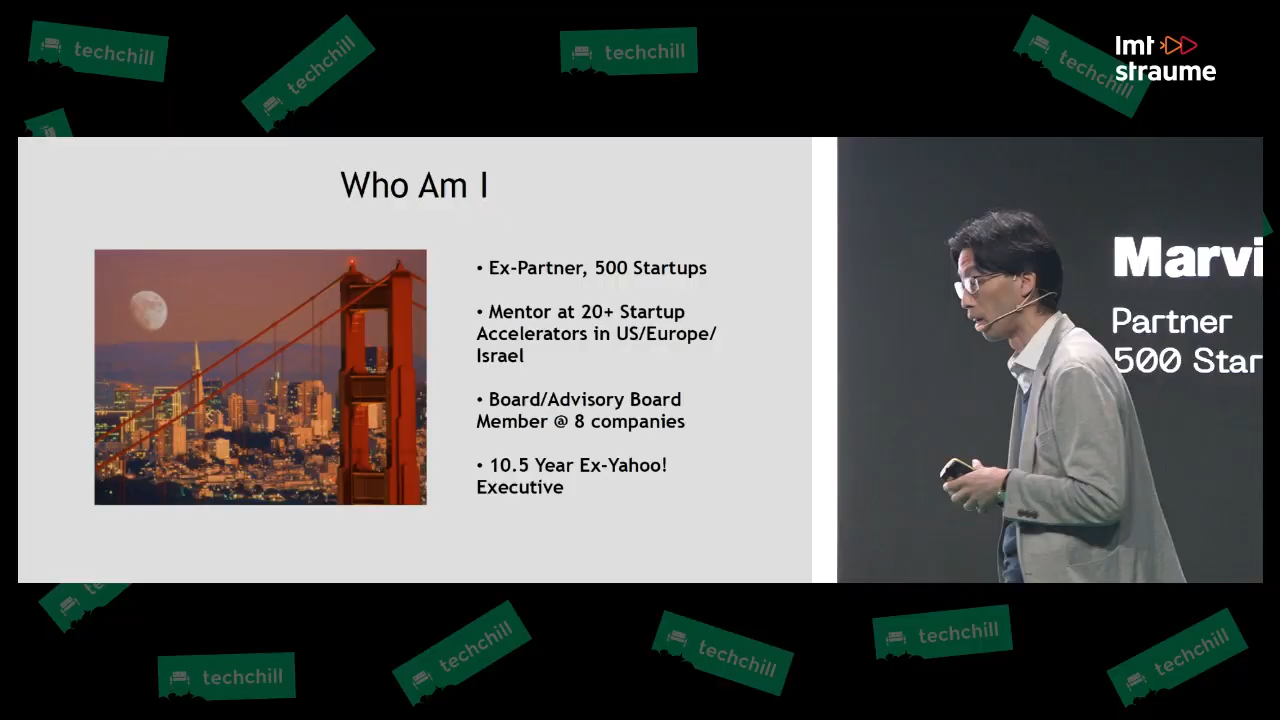 techchill
techchill
techchill
techchill
lmt
straume
Who Am I
• Ex-Partner, 500 Startups
• Mentor at 20+ Startup
Accelerators in US/Europe/
Israel
• Board/Advisory Board
Member @ 8 companies
• 10.5 Year Ex-Yahoo!
Executive
Marvi
Partner
500 Star
techchill
techchill
techchill
techchill
techchill